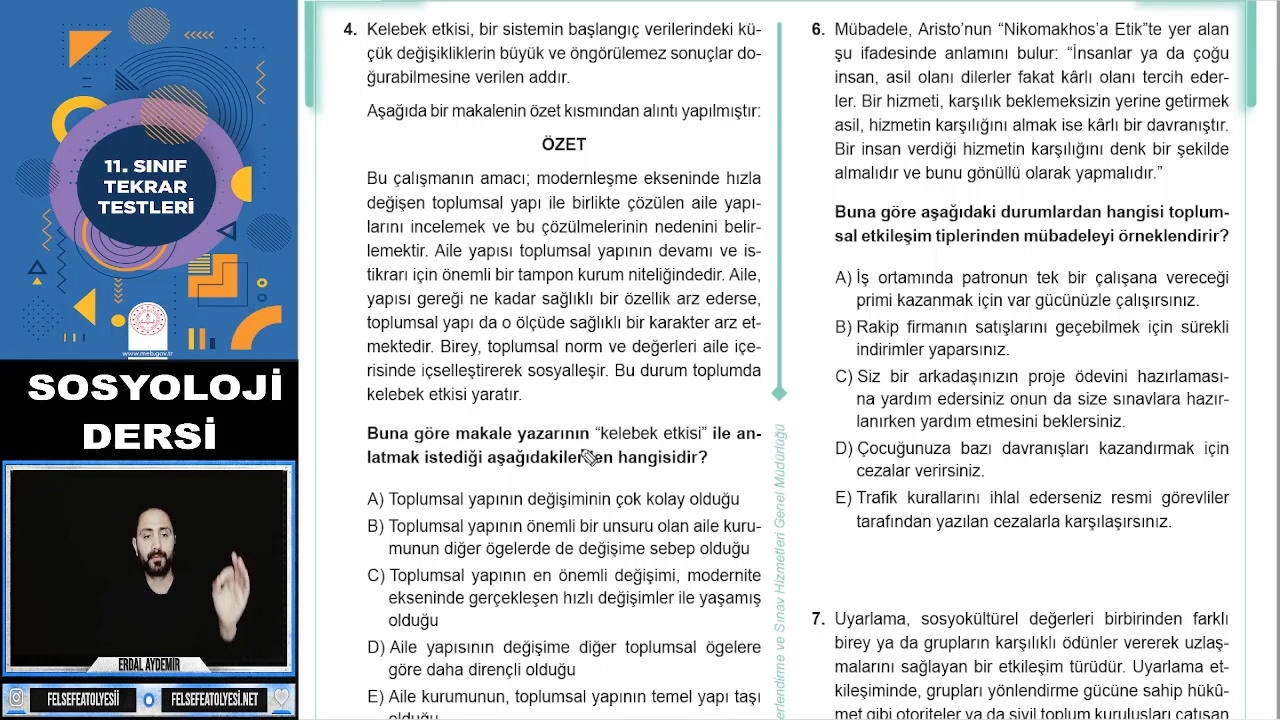 11. SINIF
TEKRAR
TESTLERİ
www.meb.gov.tr
SOSYOLOJİ
DERSİ
ERDAL AYDEMİR
FELSEFEATOLYESİİ
FELSEFEATOLYESİ.NET
4. Kelebek etkisi, bir sistemin başlangıç verilerindeki kü-
çük değişikliklerin büyük ve öngörülemez sonuçlar do-
ğurabilmesine verilen addır.
Aşağıda bir makalenin özet kısmından alıntı yapılmıştır:
ÖZET
Bu çalışmanın amacı; modernleşme ekseninde hızla
değişen toplumsal yapı ile birlikte çözülen aile yapı-
larını incelemek ve bu çözülmelerinin nedenini belir-
lemektir. Aile yapısı toplumsal yapının devamı ve is-
tikrarı için önemli bir tampon kurum niteliğindedir. Aile,
yapısı gereği ne kadar sağlıklı bir özellik arz ederse,
toplumsal yapı da o ölçüde sağlıklı bir karakter arz et-
mektedir. Birey, toplumsal norm ve değerleri aile içe-
risinde içselleştirerek sosyalleşir. Bu durum toplumda
kelebek etkisi yaratır.
Buna göre makale yazarının “kelebek etkisi” ile an-
latmak istediği aşağıdakilerden hangisidir?
A) Toplumsal yapının değişiminin çok kolay olduğu
B) Toplumsal yapının önemli bir unsuru olan aile kuru-
munun diğer ögelerde de değişime sebep olduğu
C) Toplumsal yapının en önemli değişimi, modernite
ekseninde gerçekleşen hızlı değişimler ile yaşamış
olduğu
D) Aile yapısının değişime diğer toplumsal ögelere
göre daha dirençli olduğu
E) Aile kurumunun toplumsal yapının temel yapı taşı
olduğu
erlendirme ve Sınav Hizmetleri Genel Müdürlüğü
6. Mübadele, Aristo’nun “Nikomakhos’a Etik”te yer alan
şu ifadesinde anlamını bulur: “İnsanlar ya da çoğu
insan, asil olanı dilerler fakat kârlı olanı tercih eder-
ler. Bir hizmeti, karşılık beklemeksizin yerine getirmek
asil, hizmetin karşılığını almak ise kârlı bir davranıştır.
Bir insan verdiği hizmetin karşılığını denk bir şekilde
almalıdır ve bunu gönüllü olarak yapmalıdır.”
Buna göre aşağıdaki durumlardan hangisi toplum-
sal etkileşim tiplerinden mübadeleyi örneklendirir?
A) İş ortamında patronun tek bir çalışana vereceği
primi kazanmak için var gücünüzle çalışırsınız.
B) Rakip firmanın satışlarını geçebilmek için sürekli
indirimler yaparsınız.
C) Siz bir arkadaşınızın proje ödevini hazırlaması-
na yardım edersiniz onun da size sınavlara hazır-
lanırken yardım etmesini beklersiniz.
D) Çocuğunuza bazı davranışları kazandırmak için
cezalar verirsiniz.
E) Trafik kurallarını ihlal ederseniz resmi görevliler
tarafından yazılan cezalarla karşılaşırsınız.
7. Uyarlama, sosyokültürel değerleri birbirinden farklı
birey ya da grupların karşılıklı ödünler vererek uzlaş-
malarını sağlayan bir etkileşim türüdür. Uyarlama et-
kileşiminde, grupları yönlendirme gücüne sahip hükü-
met gibi otoriteler ya da sivil toplum kuruluşları çatış-